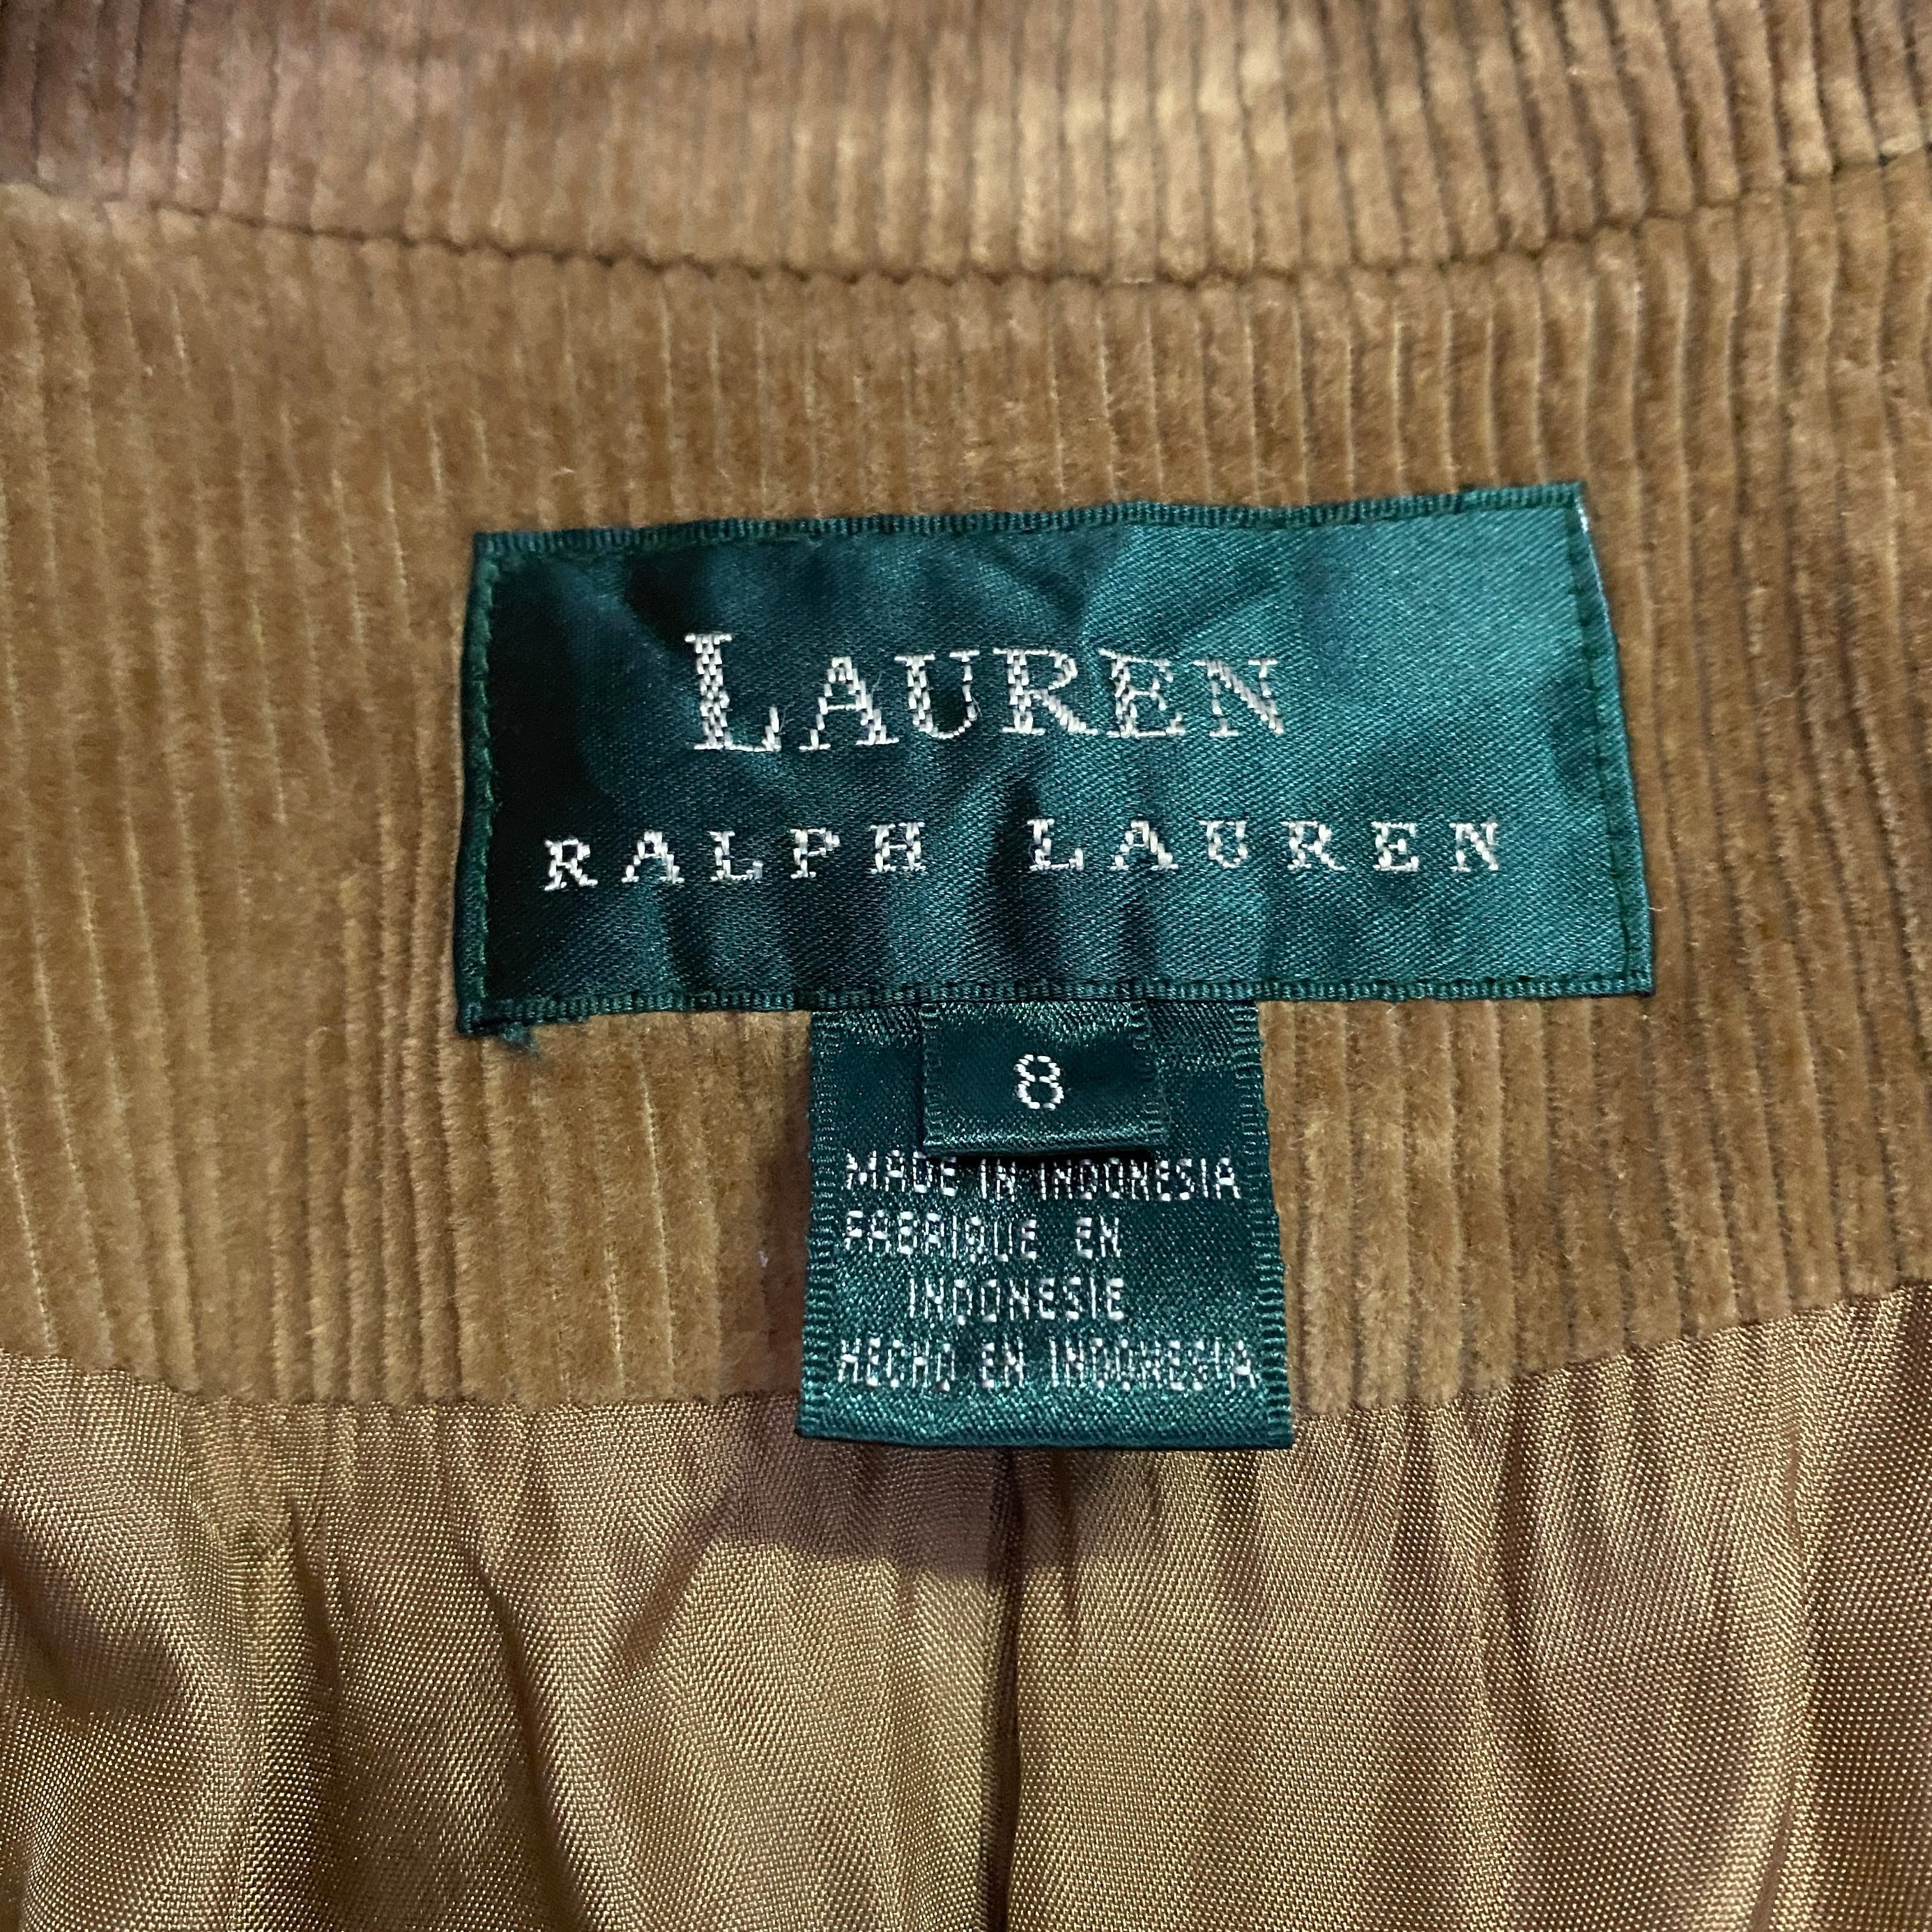 LAUREN
RALPH LAUREN
8
MADE IN INDONESIA
FABRIQUE EN
INDONESIE
HECHO EN INDONESIA